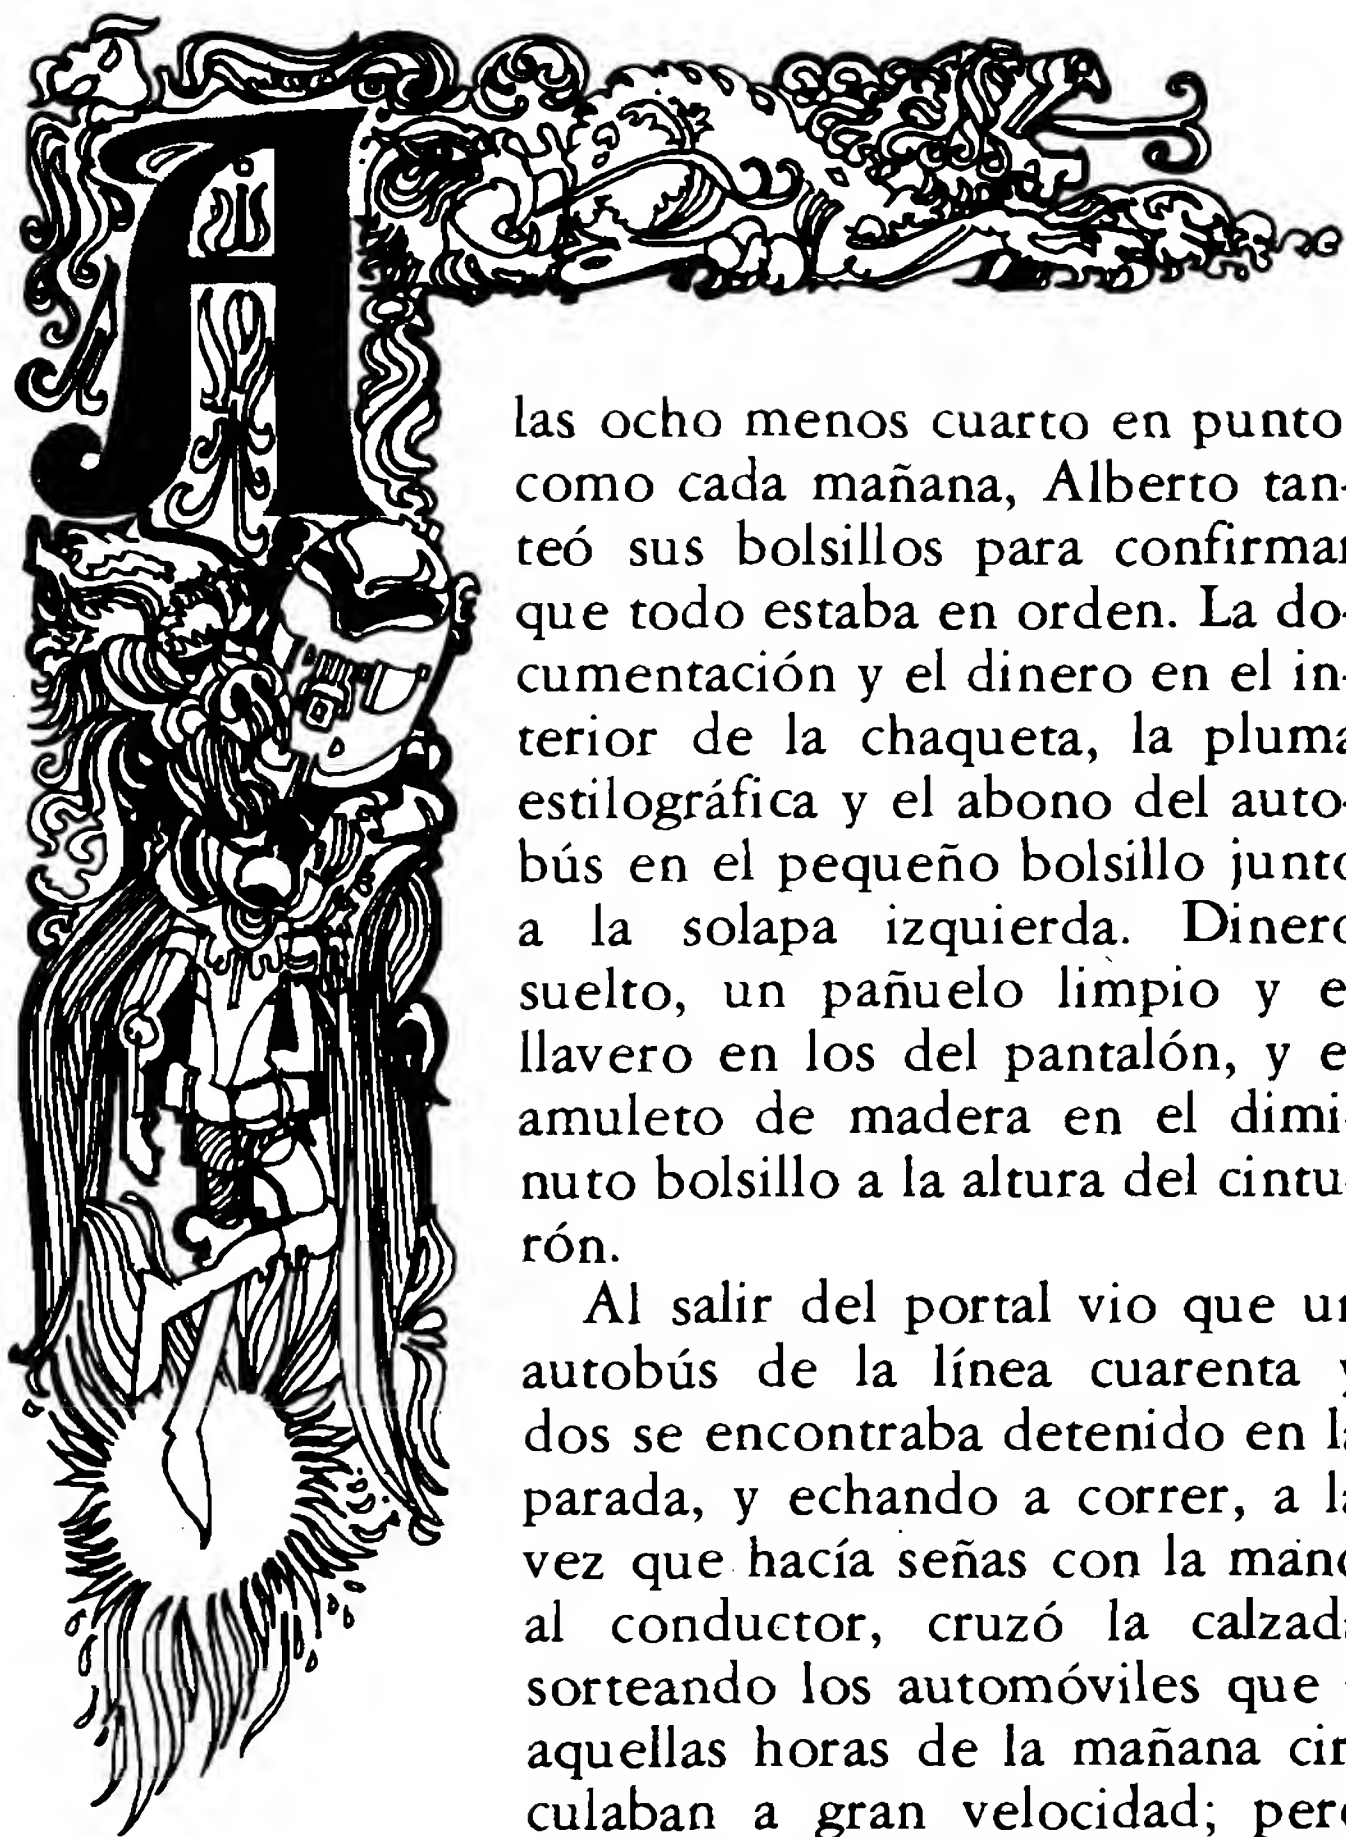 A
las ocho menos cuarto en punto
como cada mañana, Alberto tan-
teó sus bolsillos para confirmar
que todo estaba en orden. La do-
cumentación y el dinero en el in-
terior de la chaqueta, la pluma
estilográfica y el abono del auto-
bús en el pequeño bolsillo junto
a la solapa izquierda. Dinero
suelto, un pañuelo limpio y el
llavero en los del pantalón, y el
amuleto de madera en el dimi-
nuto bolsillo a la altura del cintu-
rón.
Al salir del portal vio que un
autobús de la línea cuarenta y
dos se encontraba detenido en la
parada, y echando a correr, a la
vez que hacía señas con la mano
al conductor, cruzó la calzada
sorteando los automóviles que
aquellas horas de la mañana cir-
culaban a gran velocidad; pero